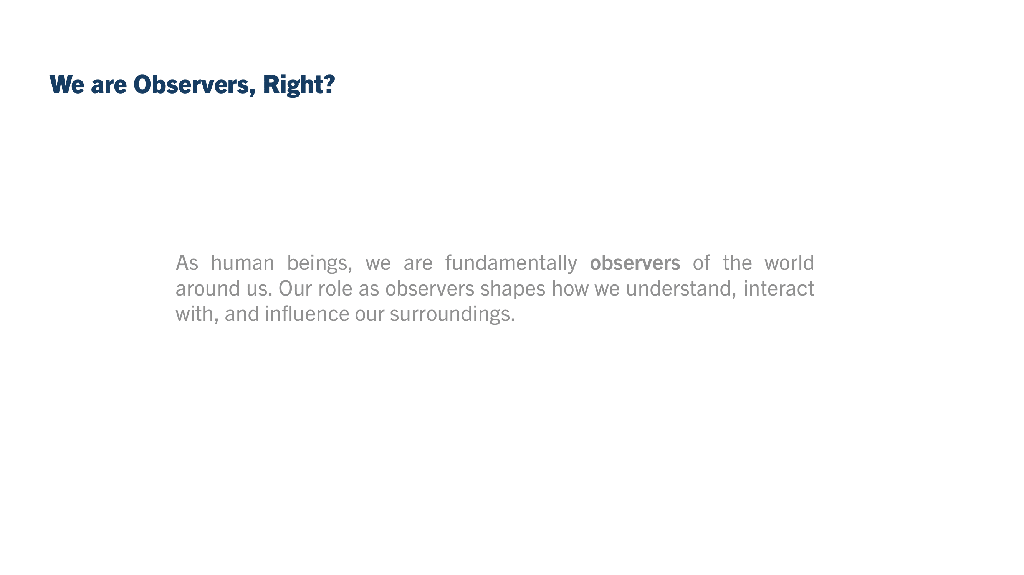 We are Observers, Right?
As human beings, we are fundamentally observers of the world
around us. Our role as observers shapes how we understand, interact
with, and influence our surroundings.